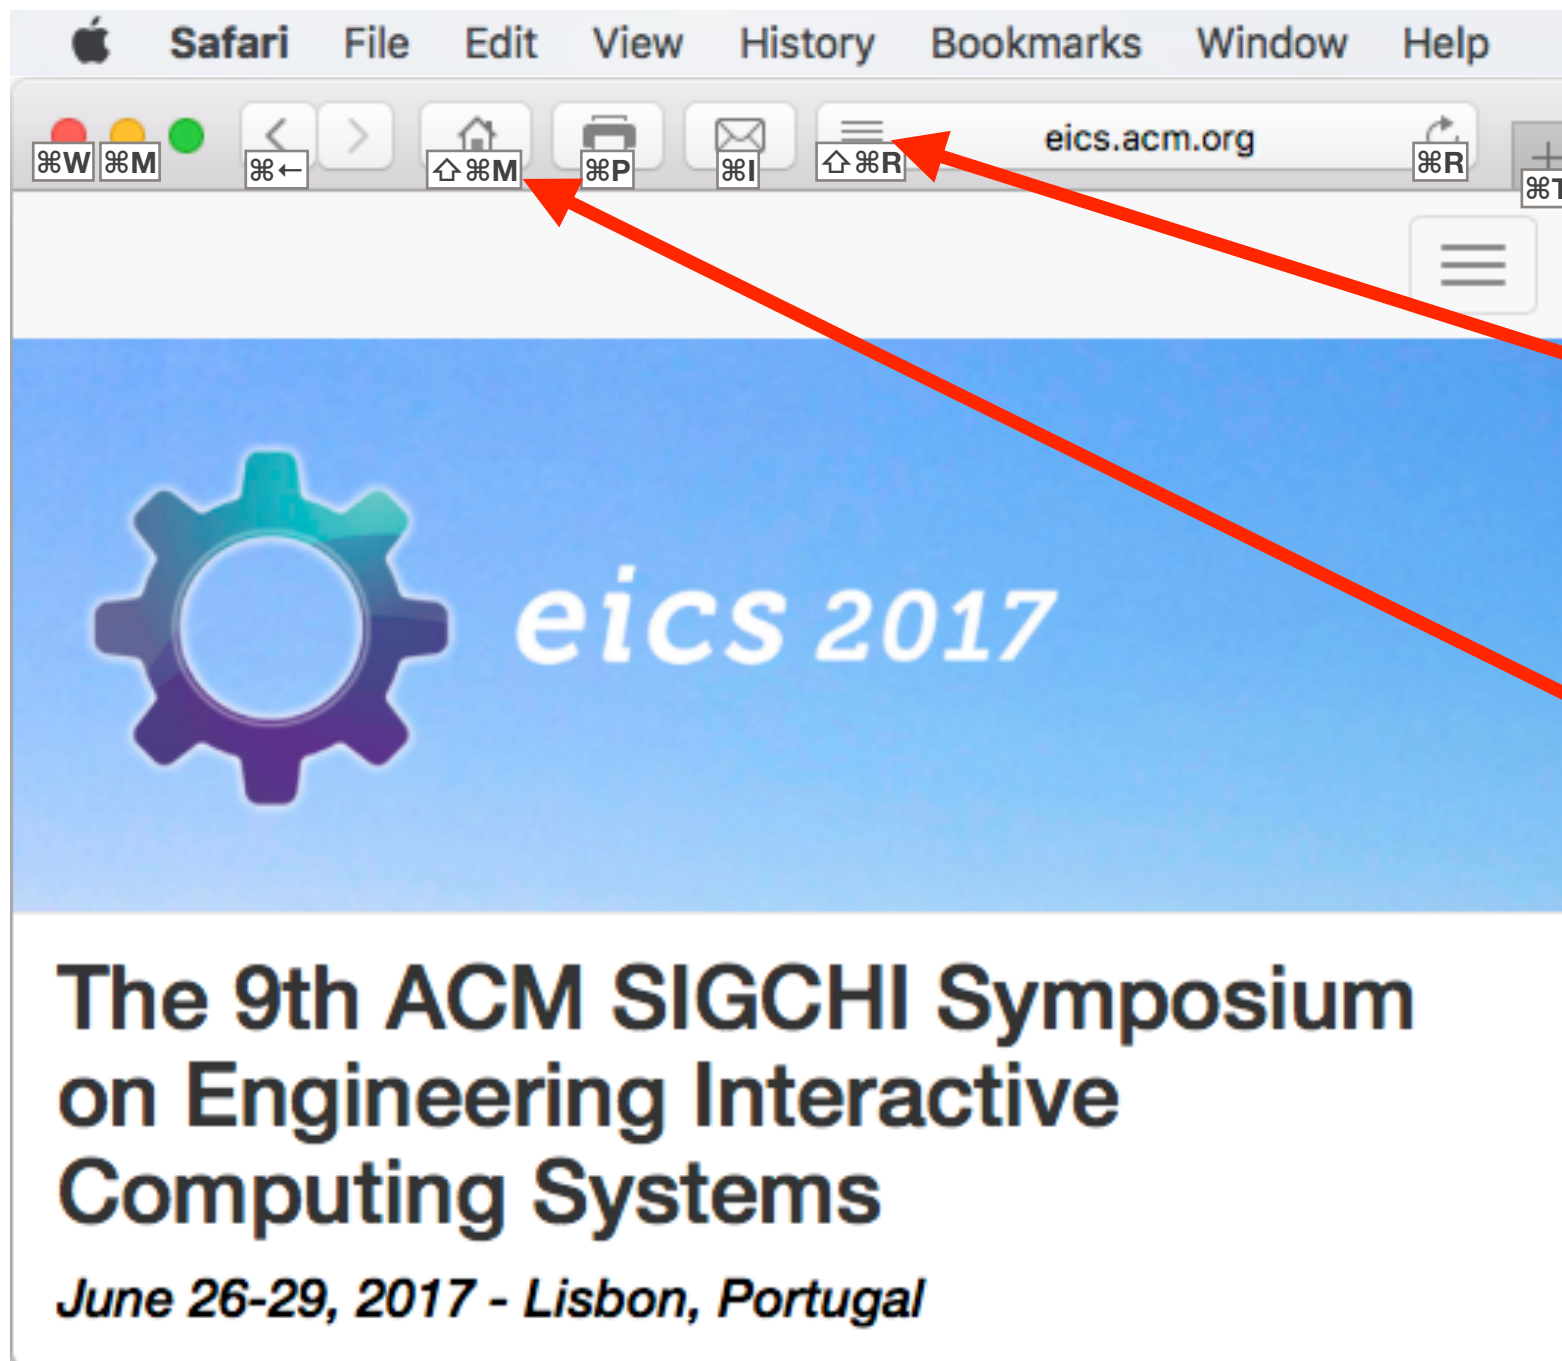 Safari File Edit View History Bookmarks Window Help
eics.acm.org
⌘W ⌘M ⌘← ⇧⌘M ⌘P ⌘I ⇧⌘R ⌘R ⌘T
eics 2017
The 9th ACM SIGCHI Symposium
on Engineering Interactive
Computing Systems
June 26-29, 2017 - Lisbon, Portugal